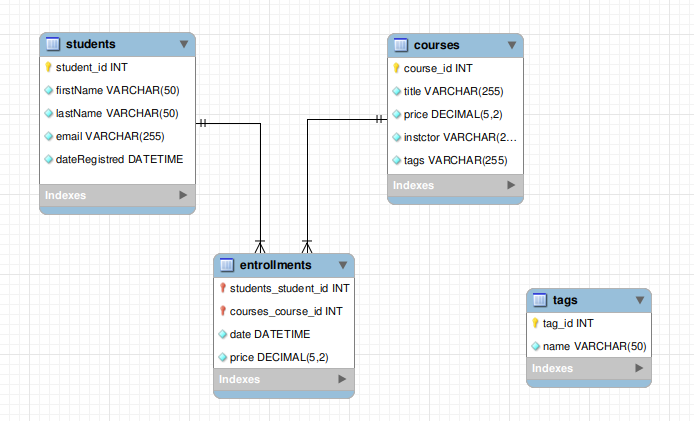 students
student_id INT
firstName VARCHAR(50)
lastName VARCHAR(50)
email VARCHAR(255)
dateRegistred DATETIME
Indexes
courses
course_id INT
title VARCHAR(255)
price DECIMAL(5,2)
instctor VARCHAR(2...
tags VARCHAR(255)
Indexes
entrollments
students_student_id INT
courses_course_id INT
date DATETIME
price DECIMAL(5,2)
Indexes
tags
tag_id INT
name VARCHAR(50)
Indexes